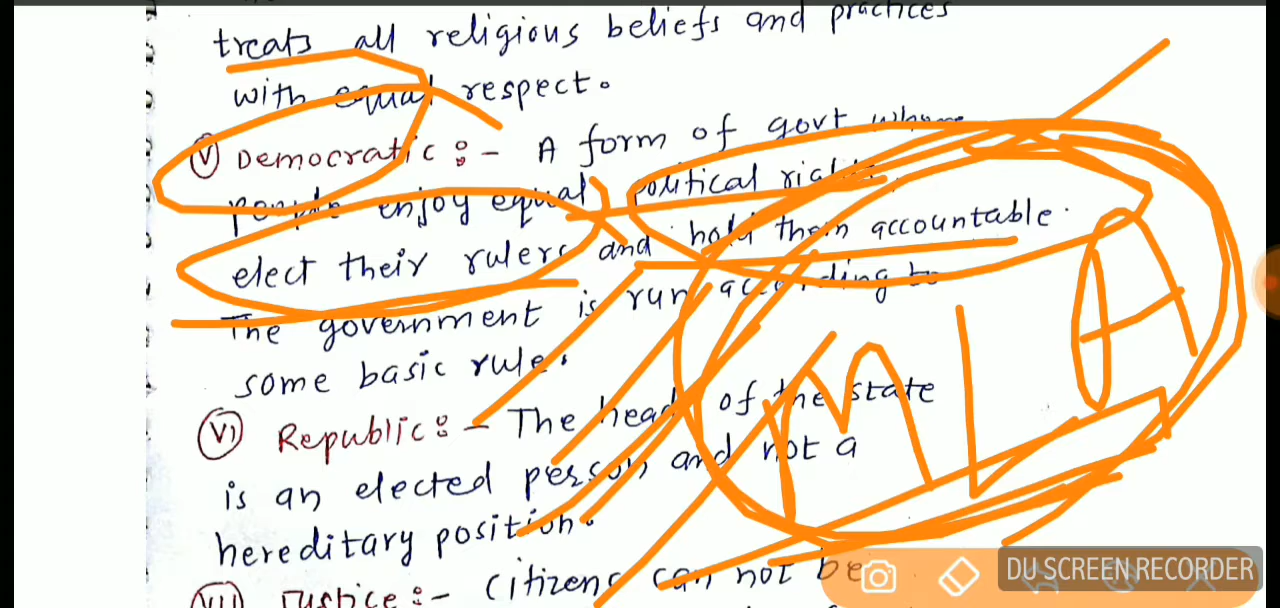 treats all religious beliefs and practices
with equal respect.
(V) Democratic :- A form of govt where
people enjoy equal political rights,
elect their rulers and hold them accountable.
The government is run according to
some basic rule.
(VI) Republic :- The head of the state
is an elected person and not a
hereditary position.
(VII) Justice :- Citizens can not be
MLA
DU SCREEN RECORDER